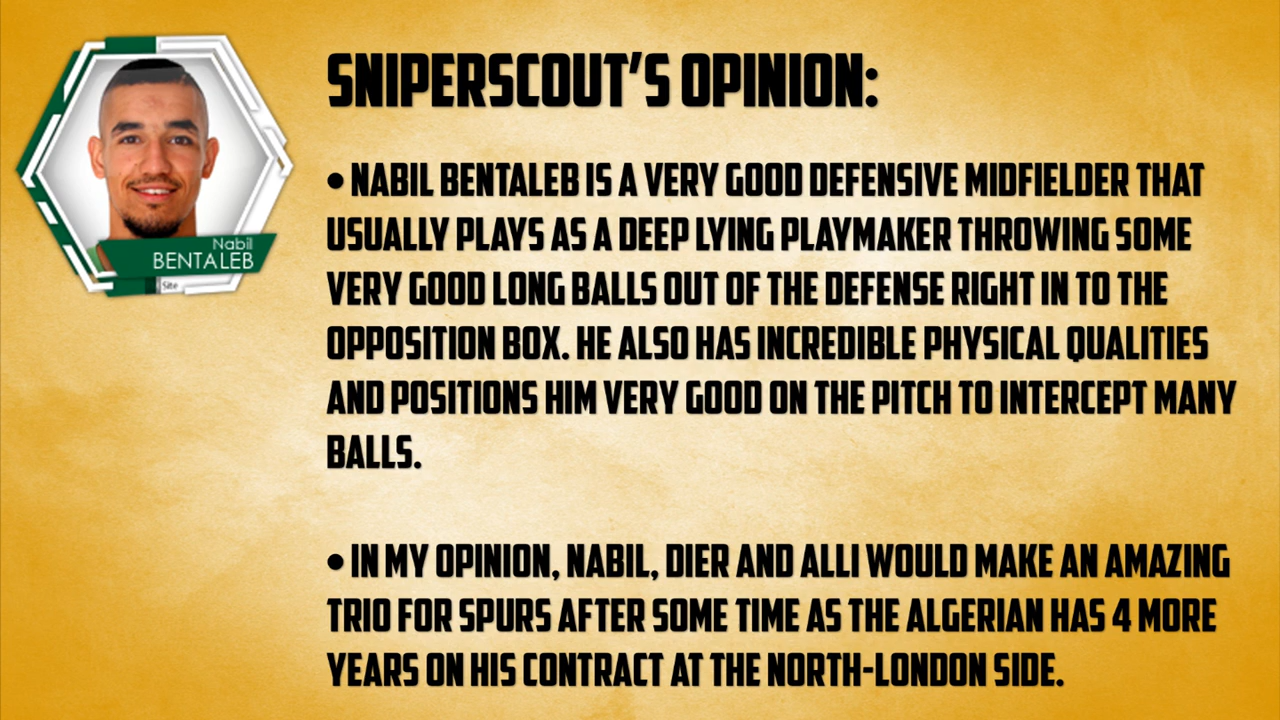 SNIPERSCOUT'S OPINION:
Nabil
BENTALEB
Site
• NABIL BENTALEB IS A VERY GOOD DEFENSIVE MIDFIELDER THAT
USUALLY PLAYS AS A DEEP LYING PLAYMAKER THROWING SOME
VERY GOOD LONG BALLS OUT OF THE DEFENSE RIGHT IN TO THE
OPPOSITION BOX. HE ALSO HAS INCREDIBLE PHYSICAL QUALITIES
AND POSITIONS HIM VERY GOOD ON THE PITCH TO INTERCEPT MANY
BALLS.
• IN MY OPINION, NABIL, DIER AND ALLI WOULD MAKE AN AMAZING
TRIO FOR SPURS AFTER SOME TIME AS THE ALGERIAN HAS 4 MORE
YEARS ON HIS CONTRACT AT THE NORTH-LONDON SIDE.